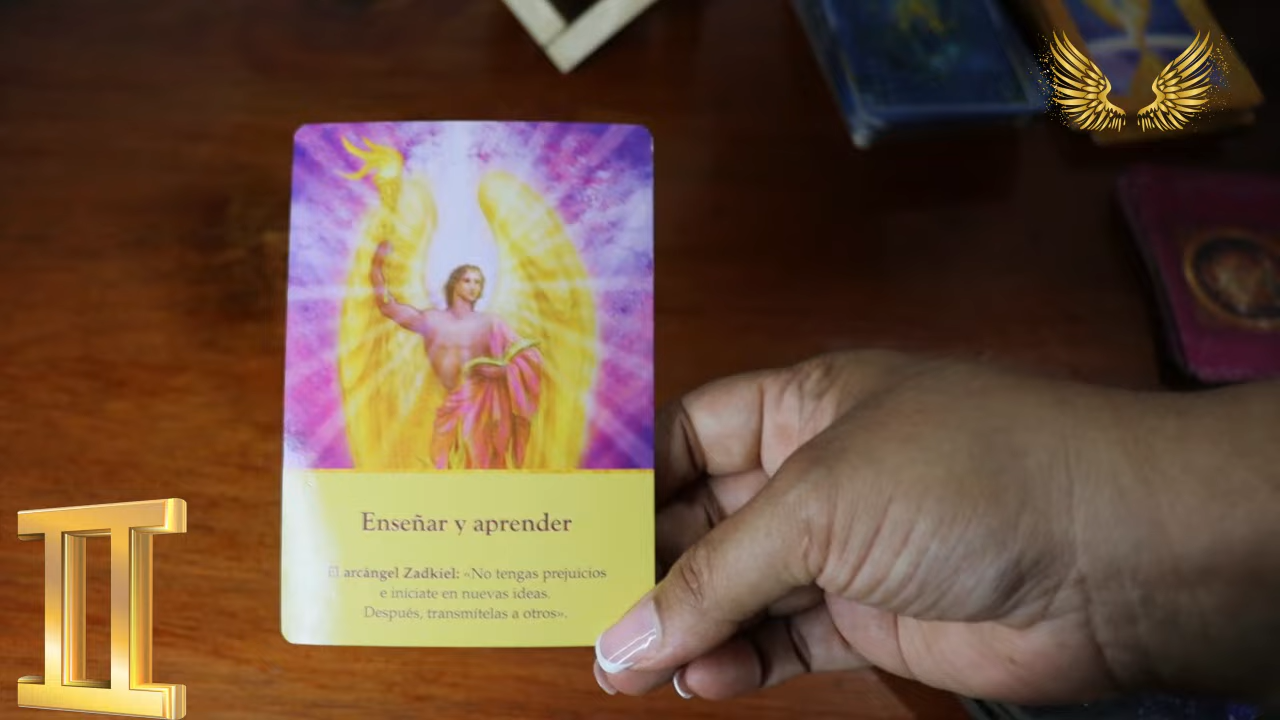 Enseñar y aprender
El arcángel Zadkiel: «No tengas prejuicios
e iníciate en nuevas ideas.
Después, transmítelas a otros».